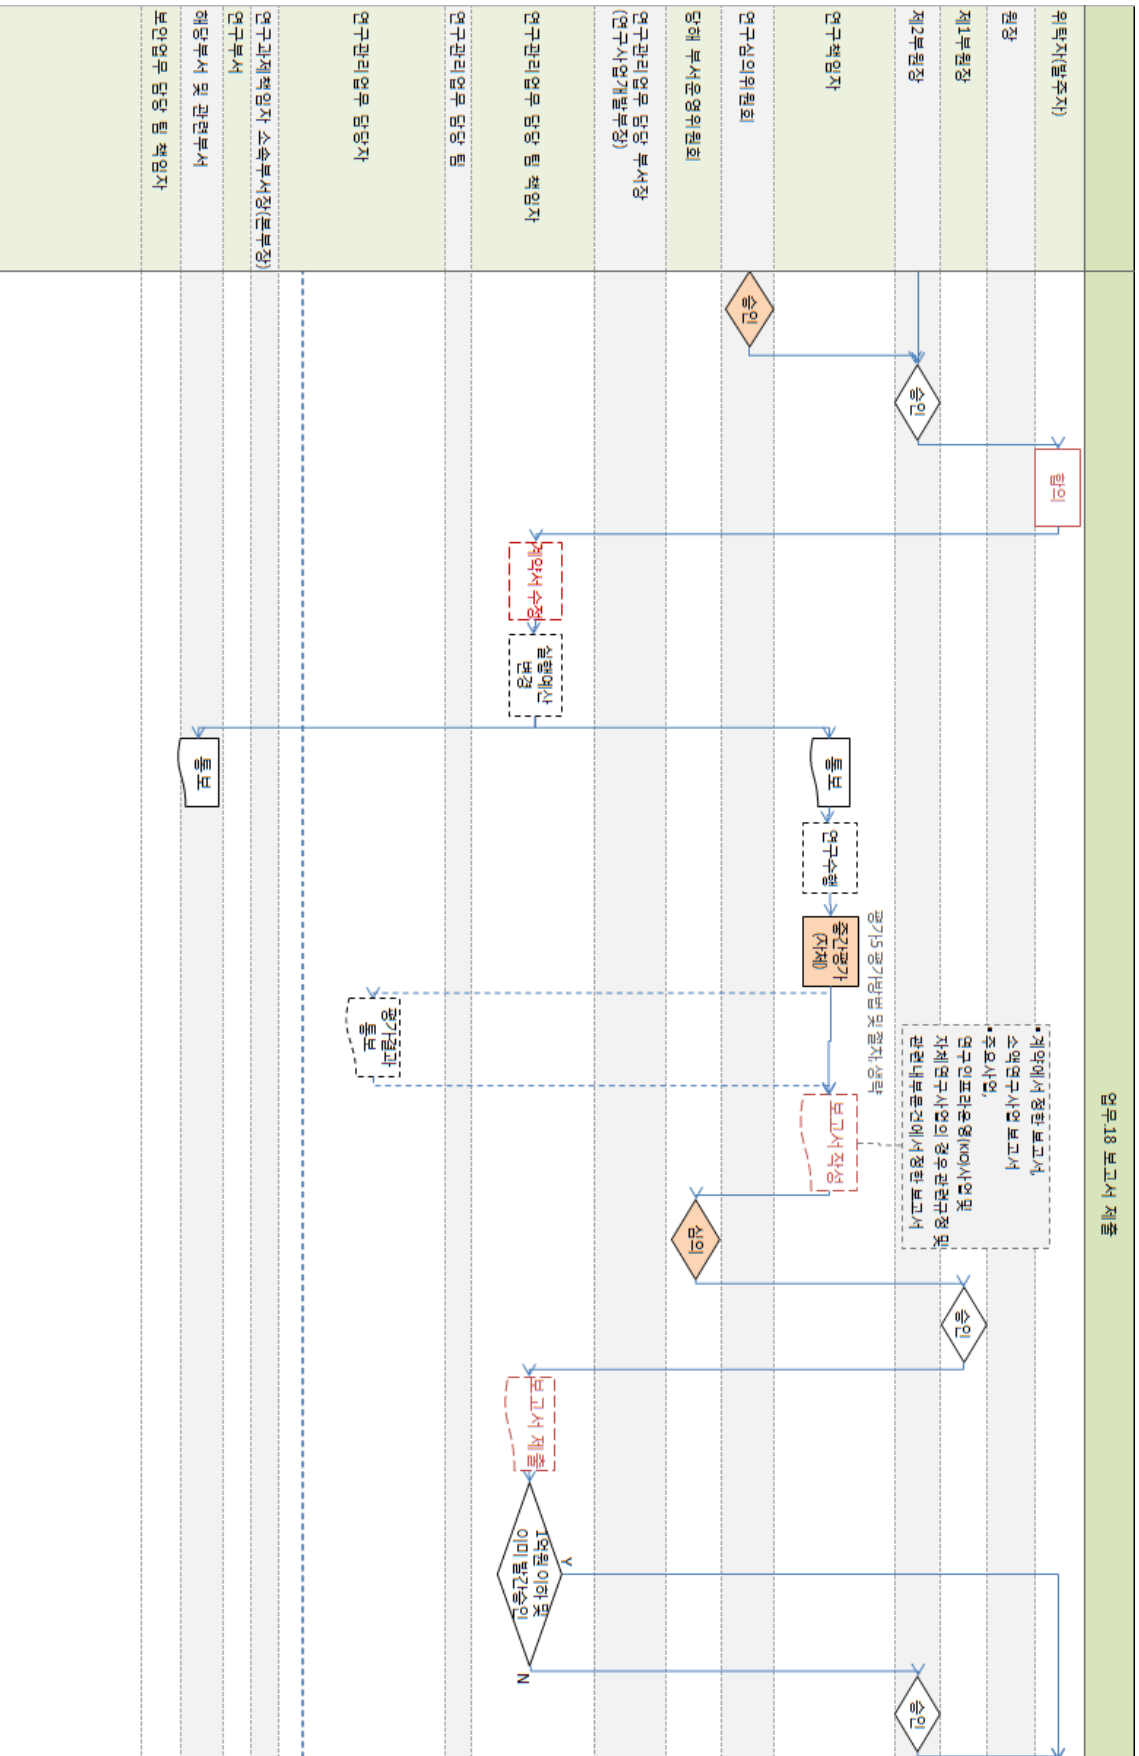 업무.18 보고서 제출
위탁자(발주자)
원장
제1부원장
제2부원장
연구책임자
연구심의위원회
당해 부서운영위원회
연구관리업무 담당 부서장
(연구사업개발부장)
연구관리업무 담당 팀 책임자
연구관리업무 담당 팀
연구관리업무 담당자
연구과제책임자 소속부서장(본부장)
연구부서
해당부서 및 관련부서
보안업무 담당 팀 책임자
승인
승인
합의
계약서 수정
실행예산
변경
통보
통보
연구수행
중간평가
(자체)
평가.5 평가방법 및 절차, 생략
평가결과
통보
▪계약에서 정한 보고서,
소액연구사업 보고서
▪주요사업,
연구인프라운영(KIO)사업 및
자체연구사업의 경우 관련규정 및
관련내부문건에서 정한 보고서
보고서 작성
심의
승인
보고서 제출
1억원 이하 및
이미 발간승인
Y
N
승인